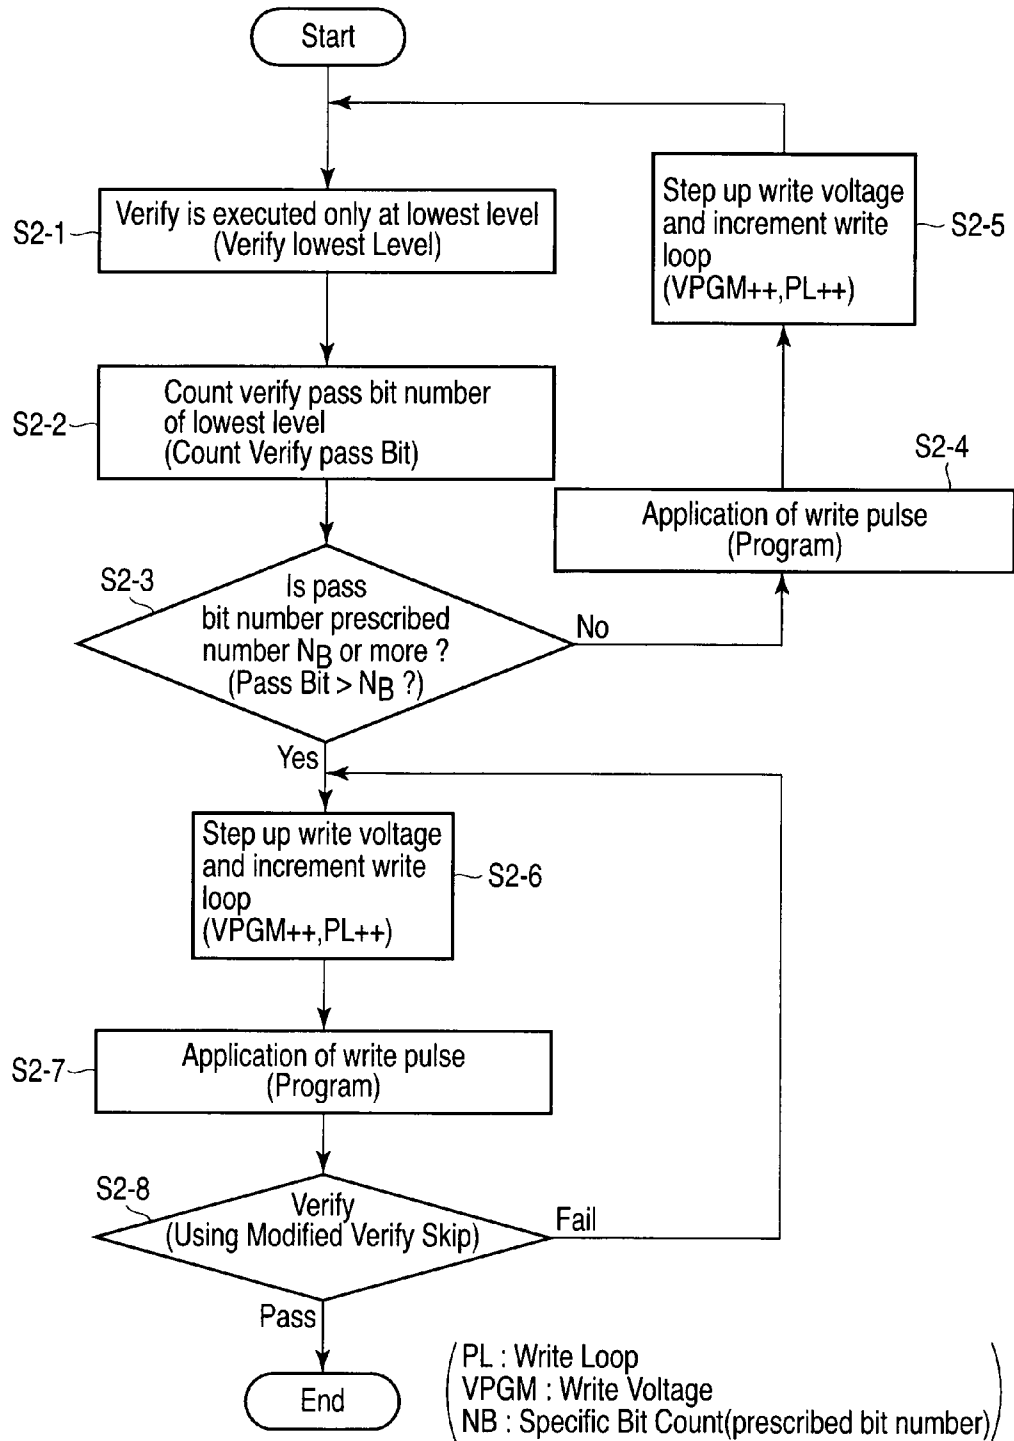 Start
S2-1
Verify is executed only at lowest level
(Verify lowest Level)
S2-2
Count verify pass bit number
of lowest level
(Count Verify pass Bit)
S2-3
Is pass
bit number prescribed
number NB or more ?
(Pass Bit > NB ?)
No
S2-4
Application of write pulse
(Program)
S2-5
Step up write voltage
and increment write
loop
(VPGM++,PL++)
Yes
S2-6
Step up write voltage
and increment write
loop
(VPGM++,PL++)
S2-7
Application of write pulse
(Program)
S2-8
Verify
(Using Modified Verify Skip)
Fail
Pass
End
PL : Write Loop
VPGM : Write Voltage
NB : Specific Bit Count(prescribed bit number)